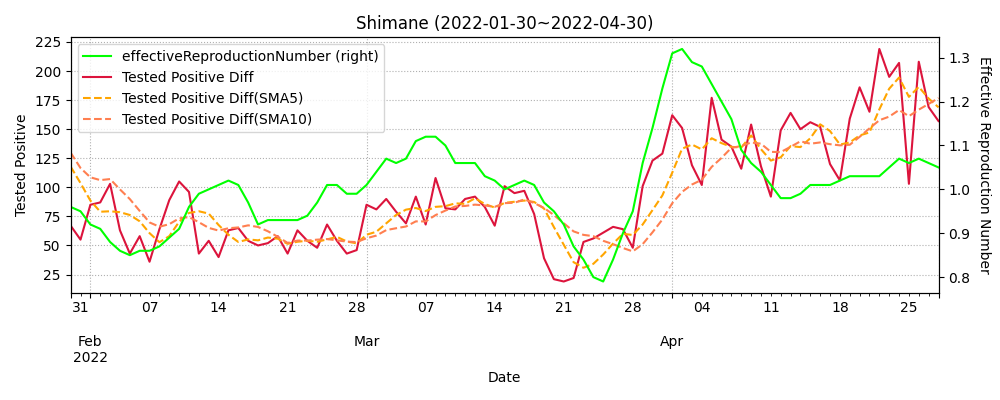 Shimane (2022-01-30~2022-04-30)
effectiveReproductionNumber (right)
Tested Positive Diff
Tested Positive Diff(SMA5)
Tested Positive Diff(SMA10)
Tested Positive
225
200
175
150
125
100
75
50
25
1.3
1.2
1.1
1.0
0.9
0.8
Effective Reproduction Number
31 07 14 21 28 07 14 21 28 04 11 18 25
Feb Mar Apr
2022
Date